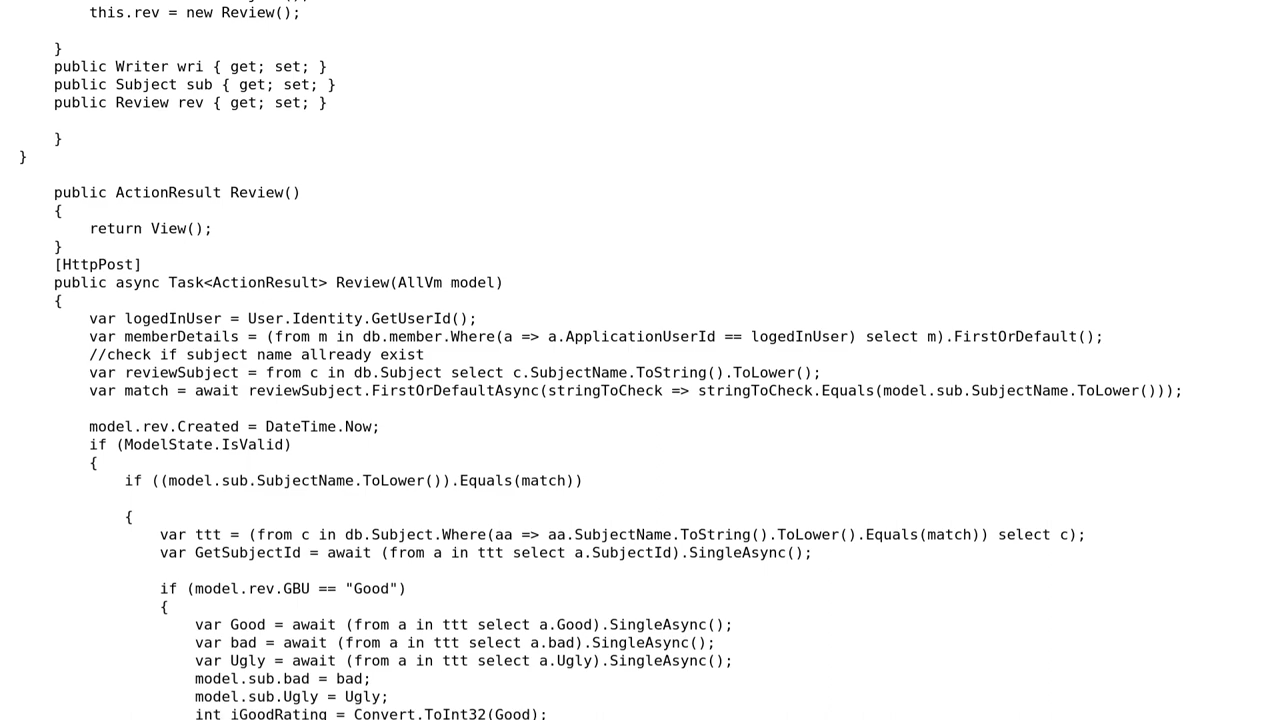 this.rev = new Review();
}
public Writer wri { get; set; }
public Subject sub { get; set; }
public Review rev { get; set; }
}
}
public ActionResult Review()
{
return View();
}
[HttpPost]
public async Task<ActionResult> Review(AllVm model)
{
var logedInUser = User.Identity.GetUserId();
var memberDetails = (from m in db.member.Where(a => a.ApplicationUserId == logedInUser) select m).FirstOrDefault();
//check if subject name allready exist
var reviewSubject = from c in db.Subject select c.SubjectName.ToString().ToLower();
var match = await reviewSubject.FirstOrDefaultAsync(stringToCheck => stringToCheck.Equals(model.sub.SubjectName.ToLower()));
model.rev.Created = DateTime.Now;
if (ModelState.IsValid)
{
if ((model.sub.SubjectName.ToLower()).Equals(match))
{
var ttt = (from c in db.Subject.Where(aa => aa.SubjectName.ToString().ToLower().Equals(match)) select c);
var GetSubjectId = await (from a in ttt select a.SubjectId).SingleAsync();
if (model.rev.GBU == "Good")
{
var Good = await (from a in ttt select a.Good).SingleAsync();
var bad = await (from a in ttt select a.bad).SingleAsync();
var Ugly = await (from a in ttt select a.Ugly).SingleAsync();
model.sub.bad = bad;
model.sub.Ugly = Ugly;
int iGoodRating = Convert.ToInt32(Good);